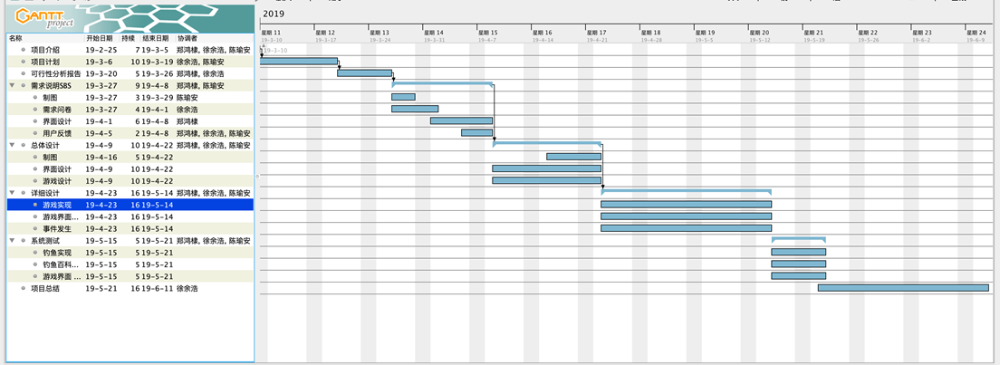 GANTT
project
2019
星期 11 星期 12 星期 13 星期 14 星期 15 星期 16 星期 17 星期 18 星期 19 星期 20 星期 21 星期 22 星期 23 星期 24
名称 开始日期 持续 结束日期 协调者
19-3-10 19-3-17 19-3-24 19-3-31 19-4-7 19-4-14 19-4-21 19-4-28 19-5-5 19-5-12 19-5-19 19-5-26 19-6-2 19-6-9
项目介绍 19-2-25 7 19-3-5 郑鸿棣, 徐余浩, 陈瑜安
19-3-10
项目计划 19-3-6 10 19-3-19 郑鸿棣, 徐余浩, 陈瑜安
可行性分析报告 19-3-20 5 19-3-26 郑鸿棣, 徐余浩
需求说明SBS 19-3-27 9 19-4-8 郑鸿棣, 徐余浩, 陈瑜安
制图 19-3-27 3 19-3-29 陈瑜安
需求问卷 19-3-27 4 19-4-1 徐余浩
界面设计 19-4-1 6 19-4-8 郑鸿棣
用户反馈 19-4-5 2 19-4-8 郑鸿棣, 徐余浩, 陈瑜安
总体设计 19-4-9 10 19-4-22 郑鸿棣, 徐余浩, 陈瑜安
制图 19-4-16 5 19-4-22
界面设计 19-4-9 10 19-4-22
游戏设计 19-4-9 10 19-4-22
详细设计 19-4-23 16 19-5-14 郑鸿棣, 徐余浩, 陈瑜安
游戏实现 19-4-23 16 19-5-14
游戏界面... 19-4-23 16 19-5-14
事件发生 19-4-23 16 19-5-14
系统测试 19-5-15 5 19-5-21 郑鸿棣, 徐余浩, 陈瑜安
钓鱼实现 19-5-15 5 19-5-21
钓鱼百科... 19-5-15 5 19-5-21
游戏界面 ... 19-5-15 5 19-5-21
项目总结 19-5-21 16 19-6-11 徐余浩